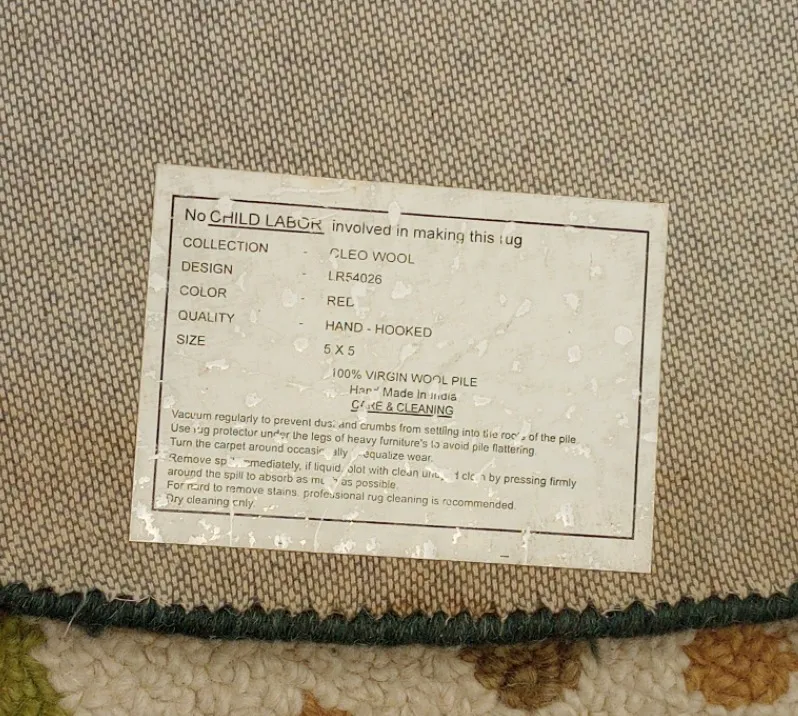 No CHILD LABOR involved in making this rug
COLLECTION - CLEO WOOL
DESIGN - LR54026
COLOR - RED
QUALITY - HAND - HOOKED
SIZE 5 X 5
100% VIRGIN WOOL PILE
Hand Made In India
CARE & CLEANING
Vacuum regularly to prevent dust and crumbs from settling into the roots of the pile
Use rug protector under the legs of heavy furniture's to avoid pile flattering.
Turn the carpet around occasionally equalize wear.
Remove spill immediately, if liquid, blot with clean cloth by pressing firmly
around the spill to absorb as much as possible.
For hard to remove stains, professional rug cleaning is recommended.
Dry cleaning only.